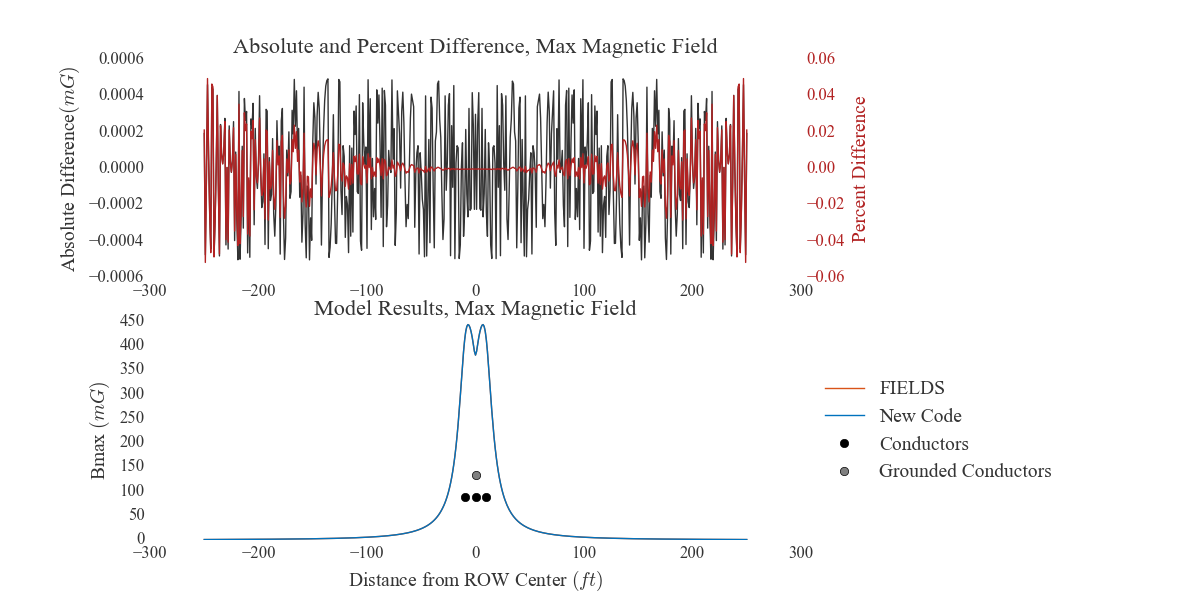 Absolute and Percent Difference, Max Magnetic Field
0.0006
0.0004
0.0002
0.0000
−0.0002
−0.0004
−0.0006
Absolute Difference(mG)
0.06
0.04
0.02
0.00
−0.02
−0.04
−0.06
Percent Difference
−300 −200 −100 0 100 200 300
Model Results, Max Magnetic Field
450
400
350
300
250
200
150
100
50
0
Bmax (mG)
−300 −200 −100 0 100 200 300
Distance from ROW Center (ft)
FIELDS
New Code
Conductors
Grounded Conductors